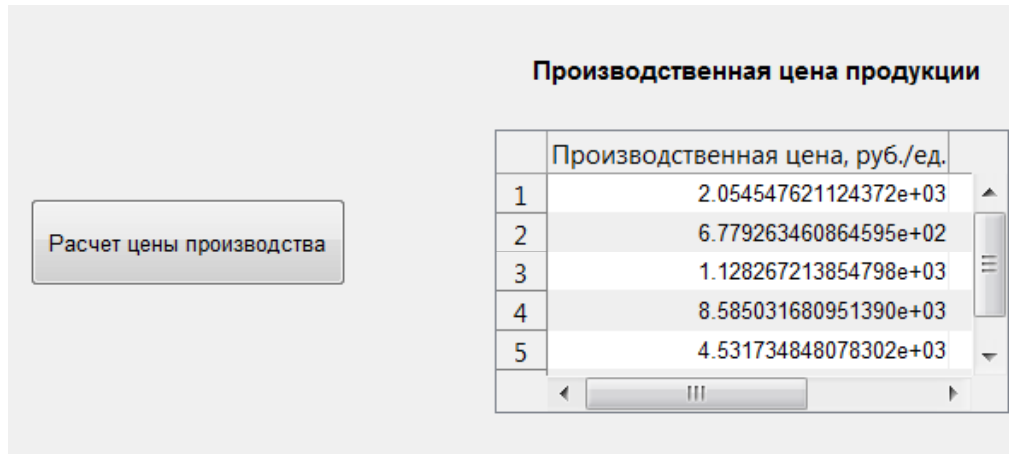 Производственная цена продукции
Производственная цена, руб./ед.
1 2.054547621124372e+03
2 6.779263460864595e+02
3 1.128267213854798e+03
4 8.585031680951390e+03
5 4.531734848078302e+03
Расчет цены производства